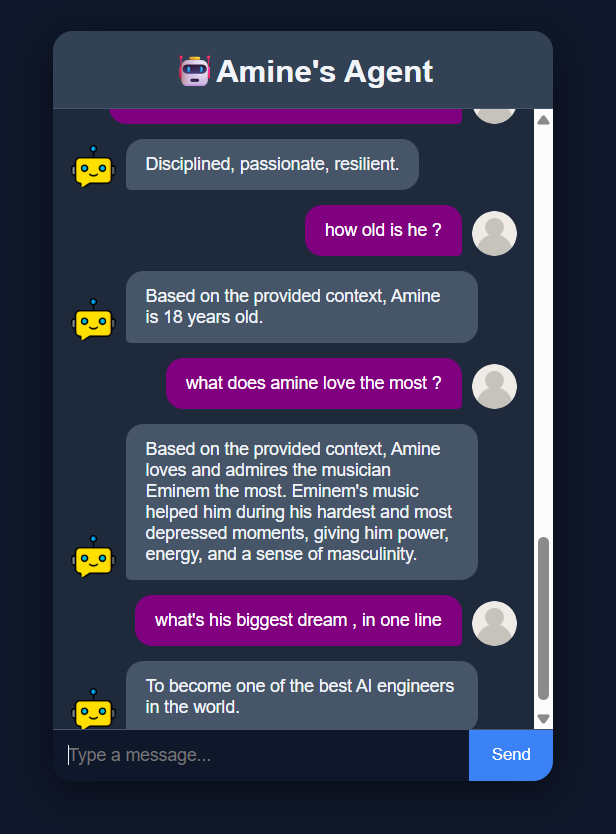 Amine's Agent
Disciplined, passionate, resilient.
how old is he ?
Based on the provided context, Amine
is 18 years old.
what does amine love the most ?
Based on the provided context, Amine
loves and admires the musician
Eminem the most. Eminem's music
helped him during his hardest and most
depressed moments, giving him power,
energy, and a sense of masculinity.
what's his biggest dream , in one line
To become one of the best AI engineers
in the world.
Type a message...
Send